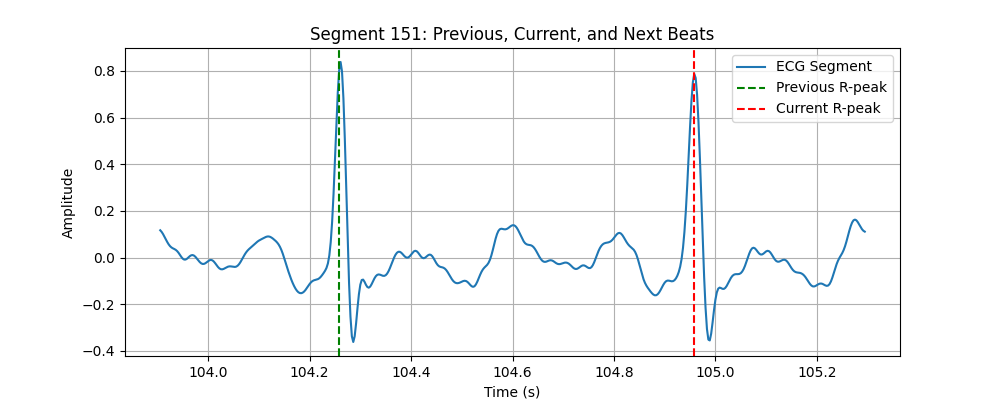 Segment 151: Previous, Current, and Next Beats
ECG Segment
Previous R-peak
Current R-peak
Amplitude
0.8
0.6
0.4
0.2
0.0
−0.2
−0.4
104.0 104.2 104.4 104.6 104.8 105.0 105.2
Time (s)